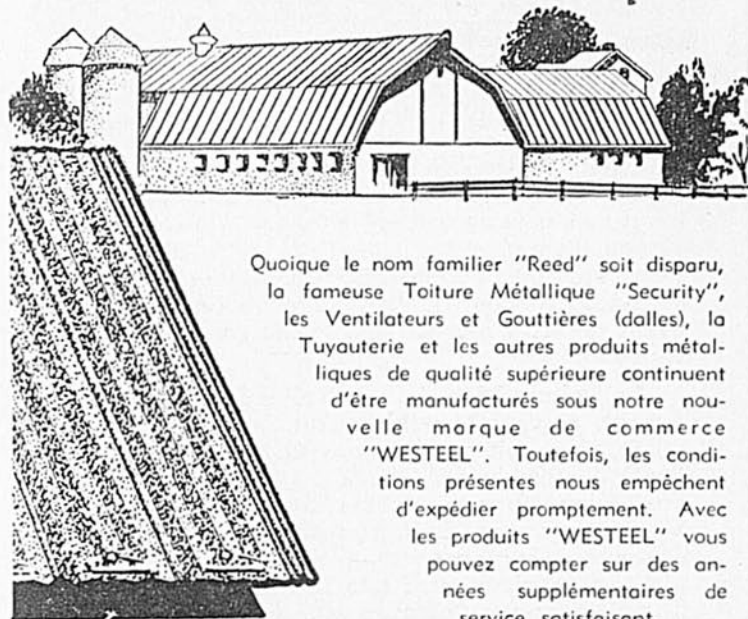 Quoique le nom familier "Reed" soit disparu,
la fameuse Toiture Métallique "Security",
les Ventilateurs et Gouttières (dalles), la
Tuyauterie et les autres produits métal-
liques de qualité supérieure continuent
d'être manufacturés sous notre nou-
velle marque de commerce
"WESTEEL". Toutefois, les condi-
tions présentes nous empêchent
d'expédier promptement. Avec
les produits "WESTEEL" vous
pouvez compter sur des an-
nées supplémentaires de
service satisfaisant